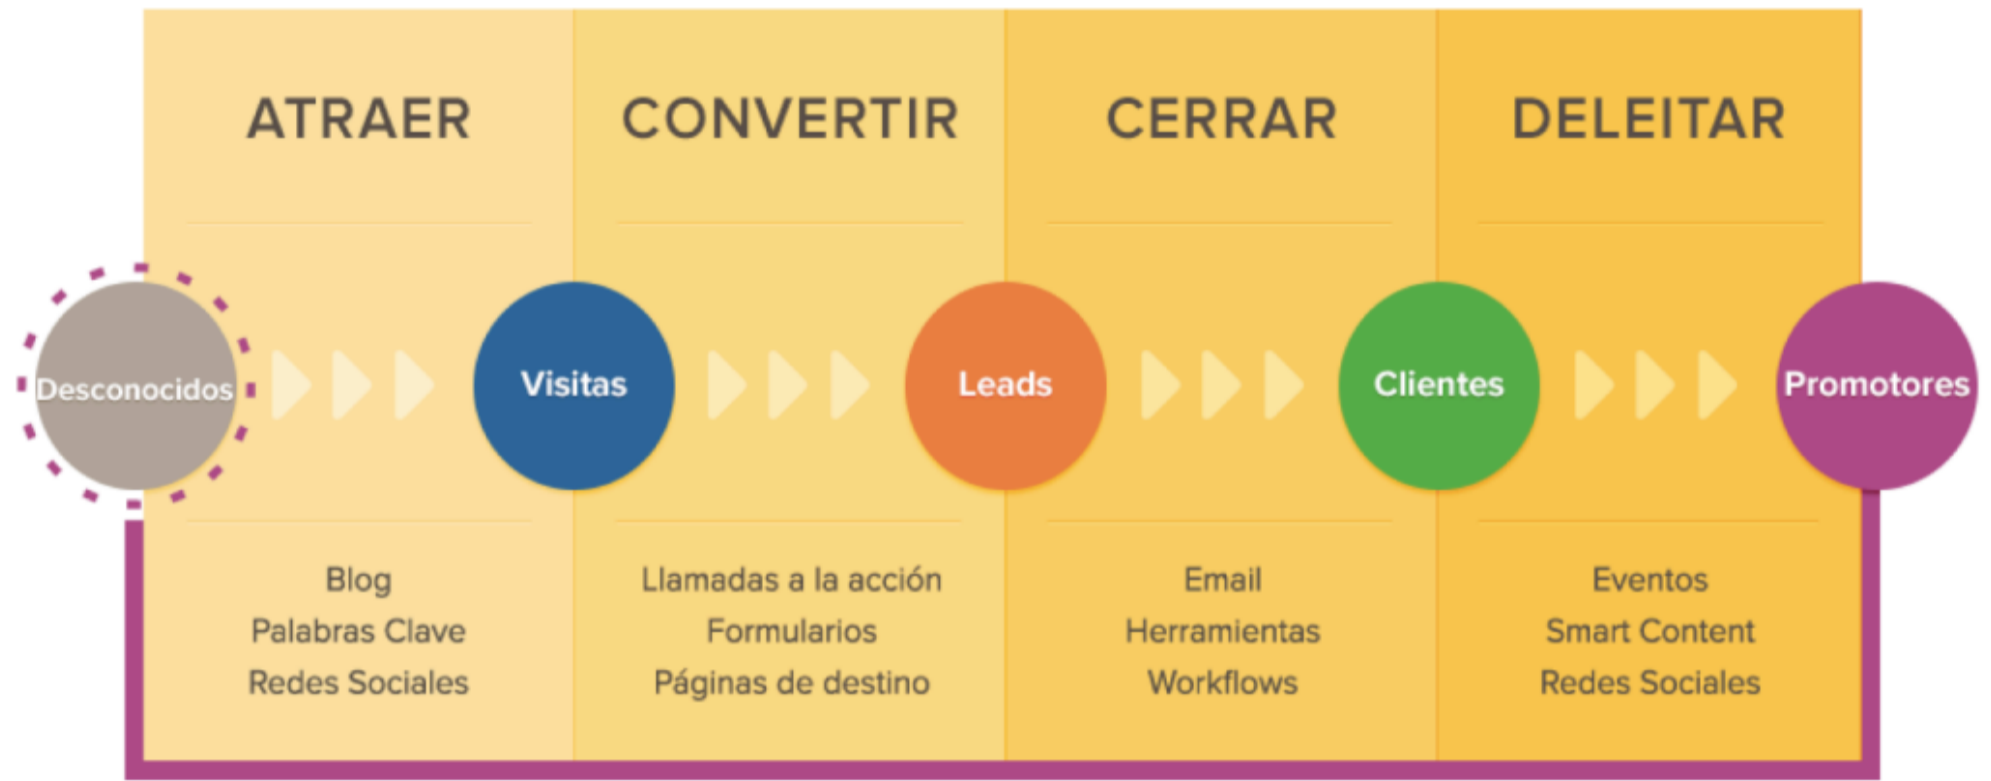 ATRAER
CONVERTIR
CERRAR
DELEITAR
Desconocidos
Visitas
Leads
Clientes
Promotores
Blog
Palabras Clave
Redes Sociales
Llamadas a la acción
Formularios
Páginas de destino
Email
Herramientas
Workflows
Eventos
Smart Content
Redes Sociales